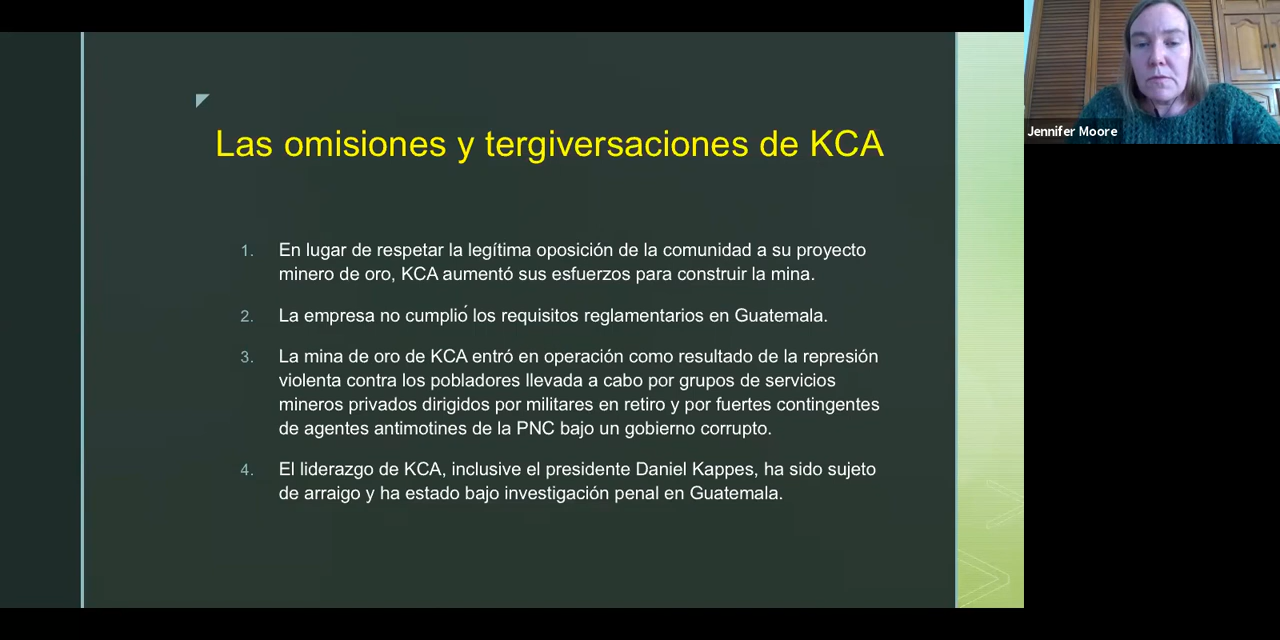 Las omisiones y tergiversaciones de KCA
1. En lugar de respetar la legítima oposición de la comunidad a su proyecto
minero de oro, KCA aumentó sus esfuerzos para construir la mina.
2. La empresa no cumplió los requisitos reglamentarios en Guatemala.
3. La mina de oro de KCA entró en operación como resultado de la represión
violenta contra los pobladores llevada a cabo por grupos de servicios
mineros privados dirigidos por militares en retiro y por fuertes contingentes
de agentes antimotines de la PNC bajo un gobierno corrupto.
4. El liderazgo de KCA, inclusive el presidente Daniel Kappes, ha sido sujeto
de arraigo y ha estado bajo investigación penal en Guatemala.
Jennifer Moore